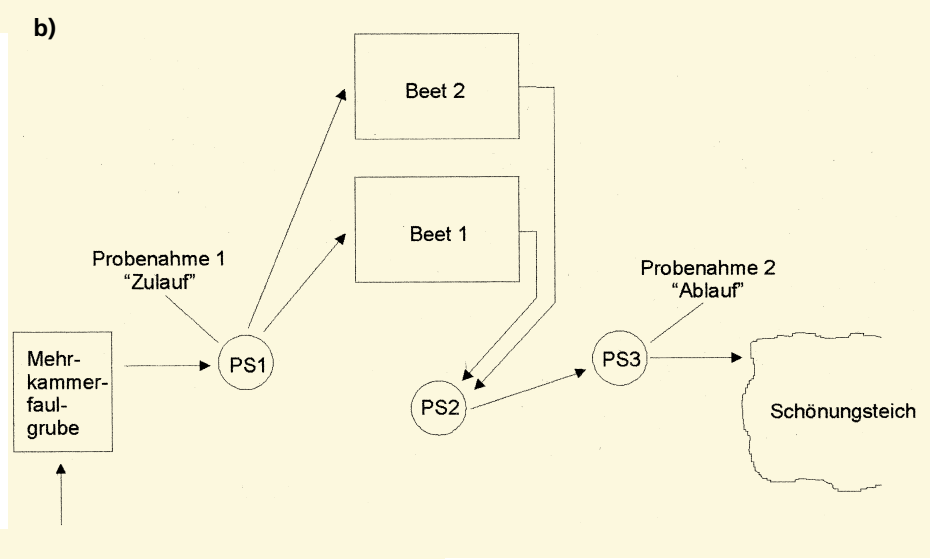 b)
Beet 2
Beet 1
Probenahme 1
“Zulauf”
Probenahme 2
“Ablauf”
Mehr-
kammer-
faul-
grube
PS1
PS2
PS3
Schönungsteich